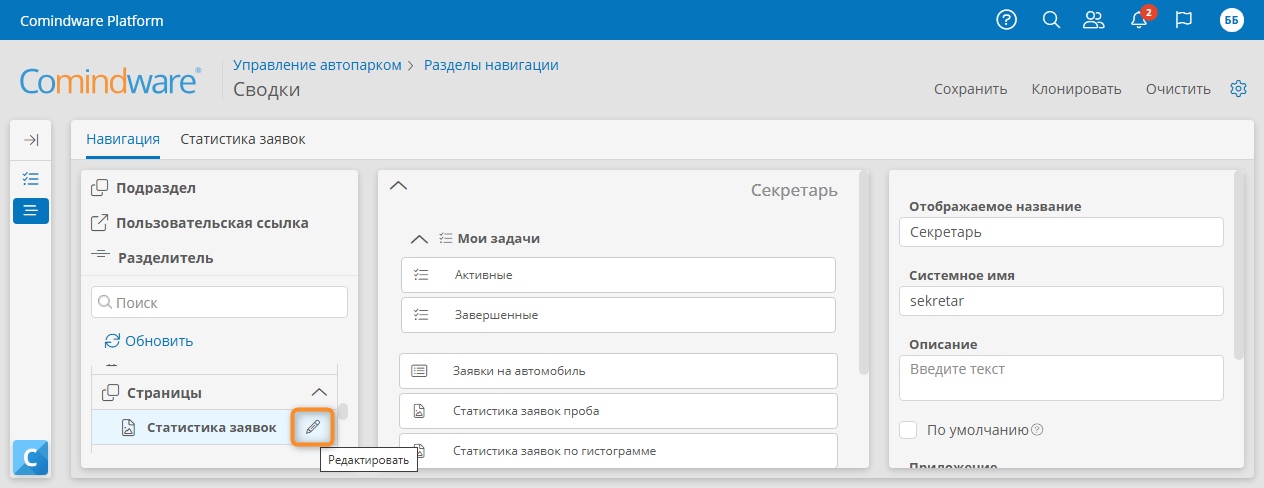 Comindware Platform
2
ББ
Comindware®
Управление автопарком > Разделы навигации
Сводки
Сохранить
Клонировать
Очистить
Навигация
Статистика заявок
Подраздел
Пользовательская ссылка
Разделитель
Поиск
Обновить
Страницы
Статистика заявок
Редактировать
C
Секретарь
Мои задачи
Активные
Завершенные
Заявки на автомобиль
Статистика заявок проба
Статистика заявок по гистограмме
Отображаемое название
Секретарь
Системное имя
sekretar
Описание
Введите текст
По умолчанию
Приложение